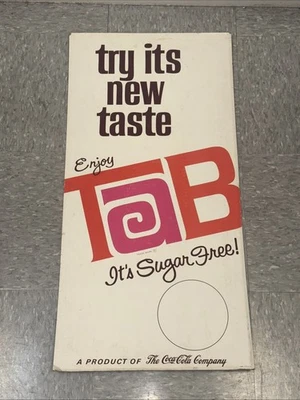 try its
new
taste
Enjoy
TaB
It's Sugar Free!
A PRODUCT OF The Coca-Cola Company